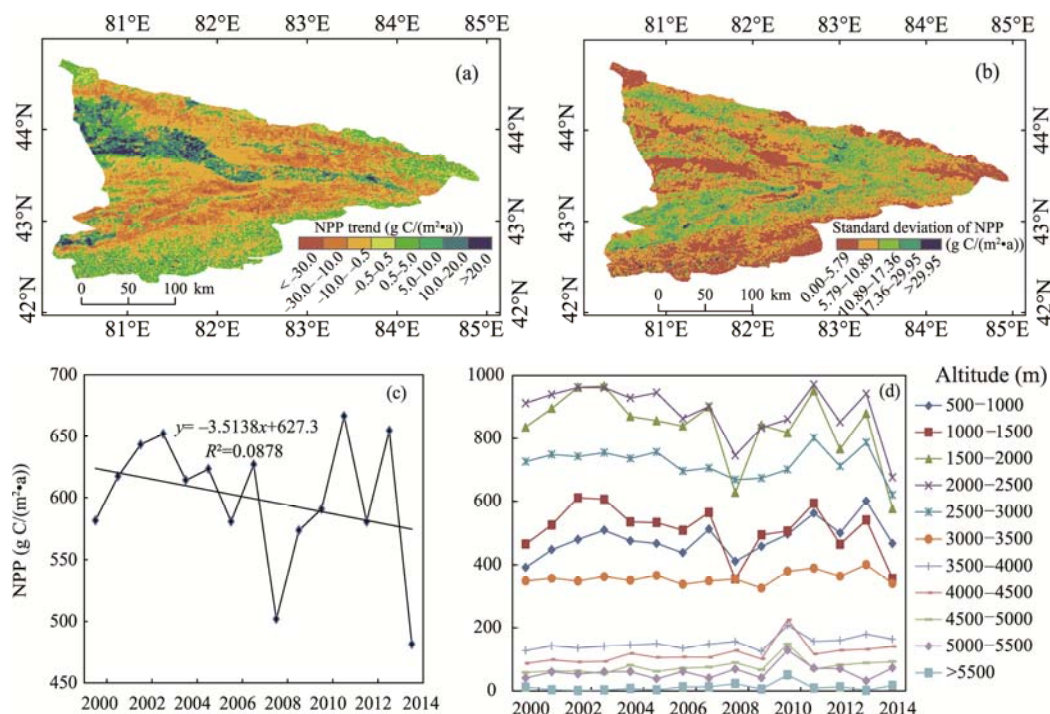 81°E 82°E 83°E 84°E 85°E
81°E 82°E 83°E 84°E 85°E
(a)
(b)
44°N
43°N
42°N
44°N
43°N
42°N
NPP trend (g C/(m²•a))
< -30.0
-30.0–-10.0
-10.0–-0.5
-0.5–0.5
0.5–5.0
5.0–10.0
10.0–20.0
>20.0
0 50 100 km
Standard deviation of NPP
(g C/(m²•a))
0.00–5.79
5.79–10.89
10.89–17.36
17.36–29.95
>29.95
0 50 100 km
81°E 82°E 83°E 84°E 85°E
81°E 82°E 83°E 84°E 85°E
(c)
NPP (g C/(m²•a))
700
650
600
550
500
450
y= −3.5138x+627.3
R²=0.0878
2000 2002 2004 2006 2008 2010 2012 2014
(d)
1000
800
600
400
200
0
2000 2002 2004 2006 2008 2010 2012 2014
Altitude (m)
500−1000
1000−1500
1500−2000
2000−2500
2500−3000
3000−3500
3500−4000
4000−4500
4500−5000
5000−5500
>5500